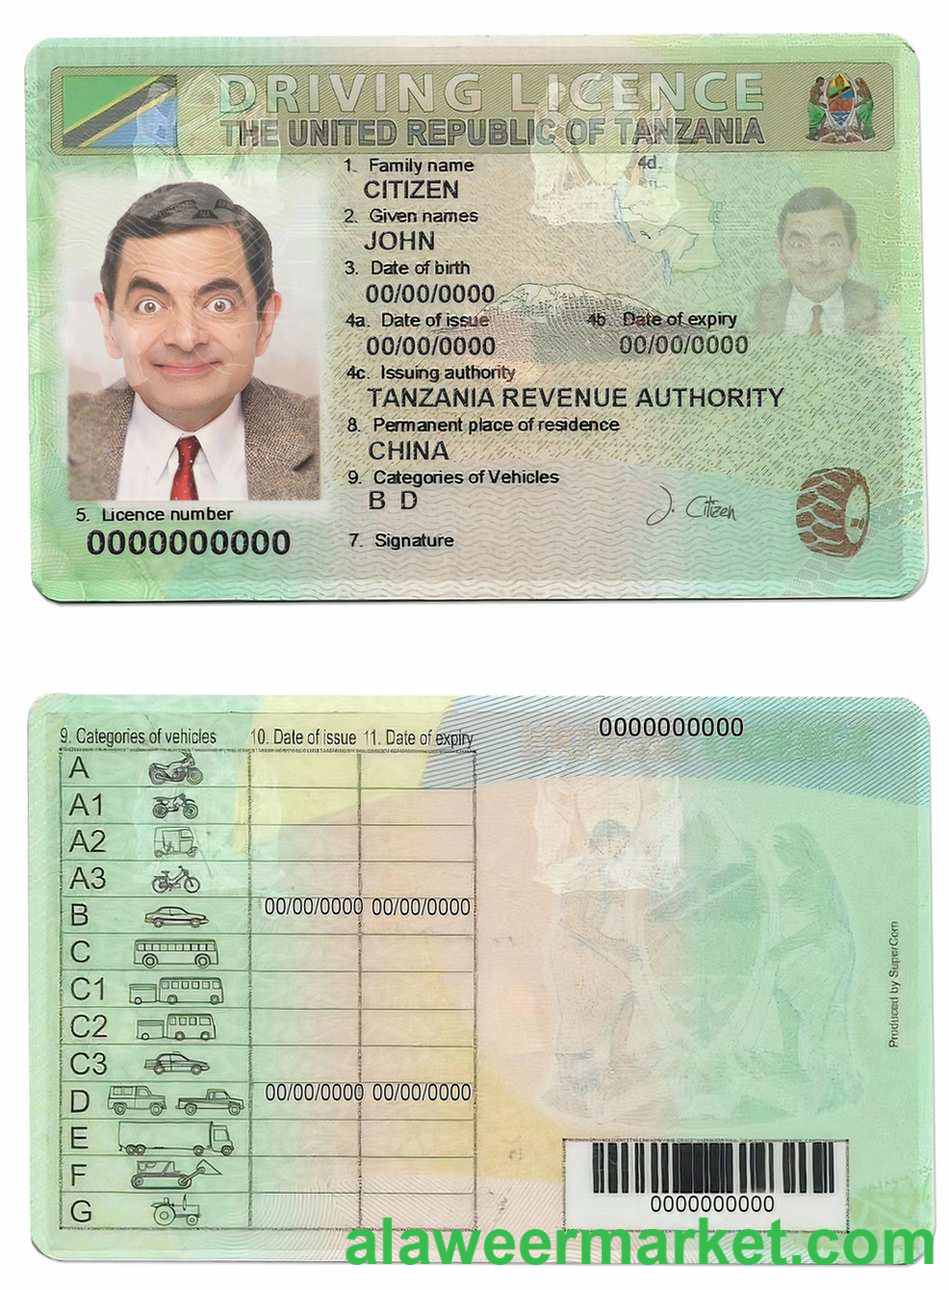 DRIVING LICENCE
THE UNITED REPUBLIC OF TANZANIA
1. Family name
4d.
CITIZEN
2. Given names
JOHN
3. Date of birth
00/00/0000
4a. Date of issue 4b. Date of expiry
00/00/0000 00/00/0000
4c. Issuing authority
TANZANIA REVENUE AUTHORITY
8. Permanent place of residence
CHINA
9. Categories of Vehicles
B D
J. Citizen
5. Licence number
0000000000
7. Signature
9. Categories of vehicles 10. Date of issue 11. Date of expiry
0000000000
A
A1
A2
A3
B 00/00/0000 00/00/0000
C
C1
C2
C3
D 00/00/0000 00/00/0000
E
F
G
Produced by SuperCom
0000000000
alaweermarket.com